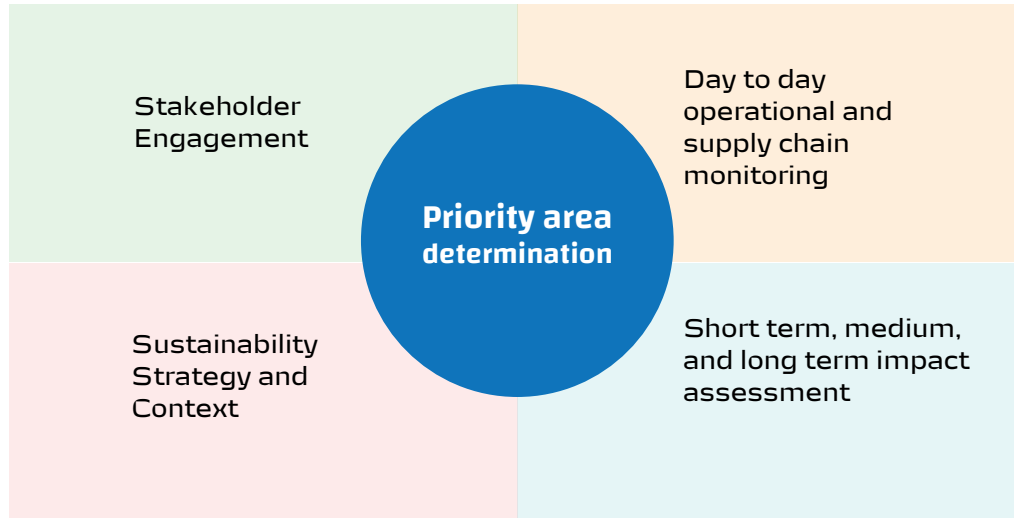 Stakeholder
Engagement
Day to day
operational and
supply chain
monitoring
Priority area
determination
Sustainability
Strategy and
Context
Short term, medium,
and long term impact
assessment